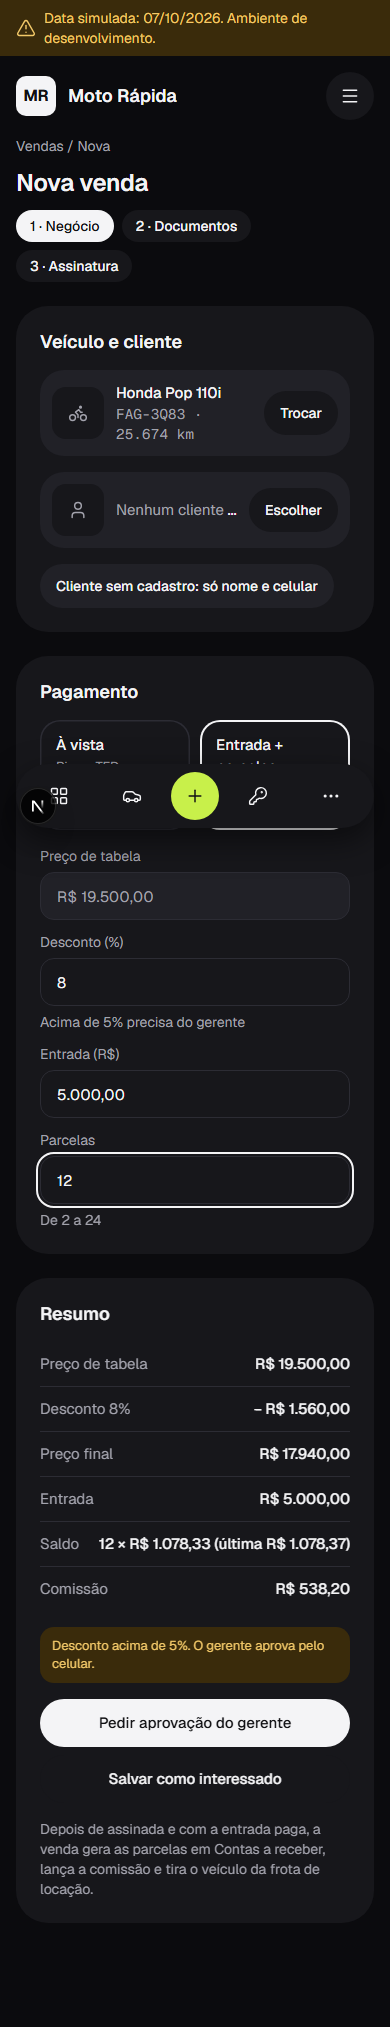 Data simulada: 07/10/2026. Ambiente de
desenvolvimento.
MR Moto Rápida
Vendas / Nova
Nova venda
1 · Negócio 2 · Documentos
3 · Assinatura
Veículo e cliente
Honda Pop 110i
FAG-3Q83 ·
25.674 km
Trocar
Nenhum cliente ...
Escolher
Cliente sem cadastro: só nome e celular
Pagamento
À vista
Entrada +
N
Preço de tabela
R$ 19.500,00
Desconto (%)
8
Acima de 5% precisa do gerente
Entrada (R$)
5.000,00
Parcelas
12
De 2 a 24
Resumo
Preço de tabela R$ 19.500,00
Desconto 8% − R$ 1.560,00
Preço final R$ 17.940,00
Entrada R$ 5.000,00
Saldo 12 × R$ 1.078,33 (última R$ 1.078,37)
Comissão R$ 538,20
Desconto acima de 5%. O gerente aprova pelo
celular.
Pedir aprovação do gerente
Salvar como interessado
Depois de assinada e com a entrada paga, a
venda gera as parcelas em Contas a receber,
lança a comissão e tira o veículo da frota de
locação.